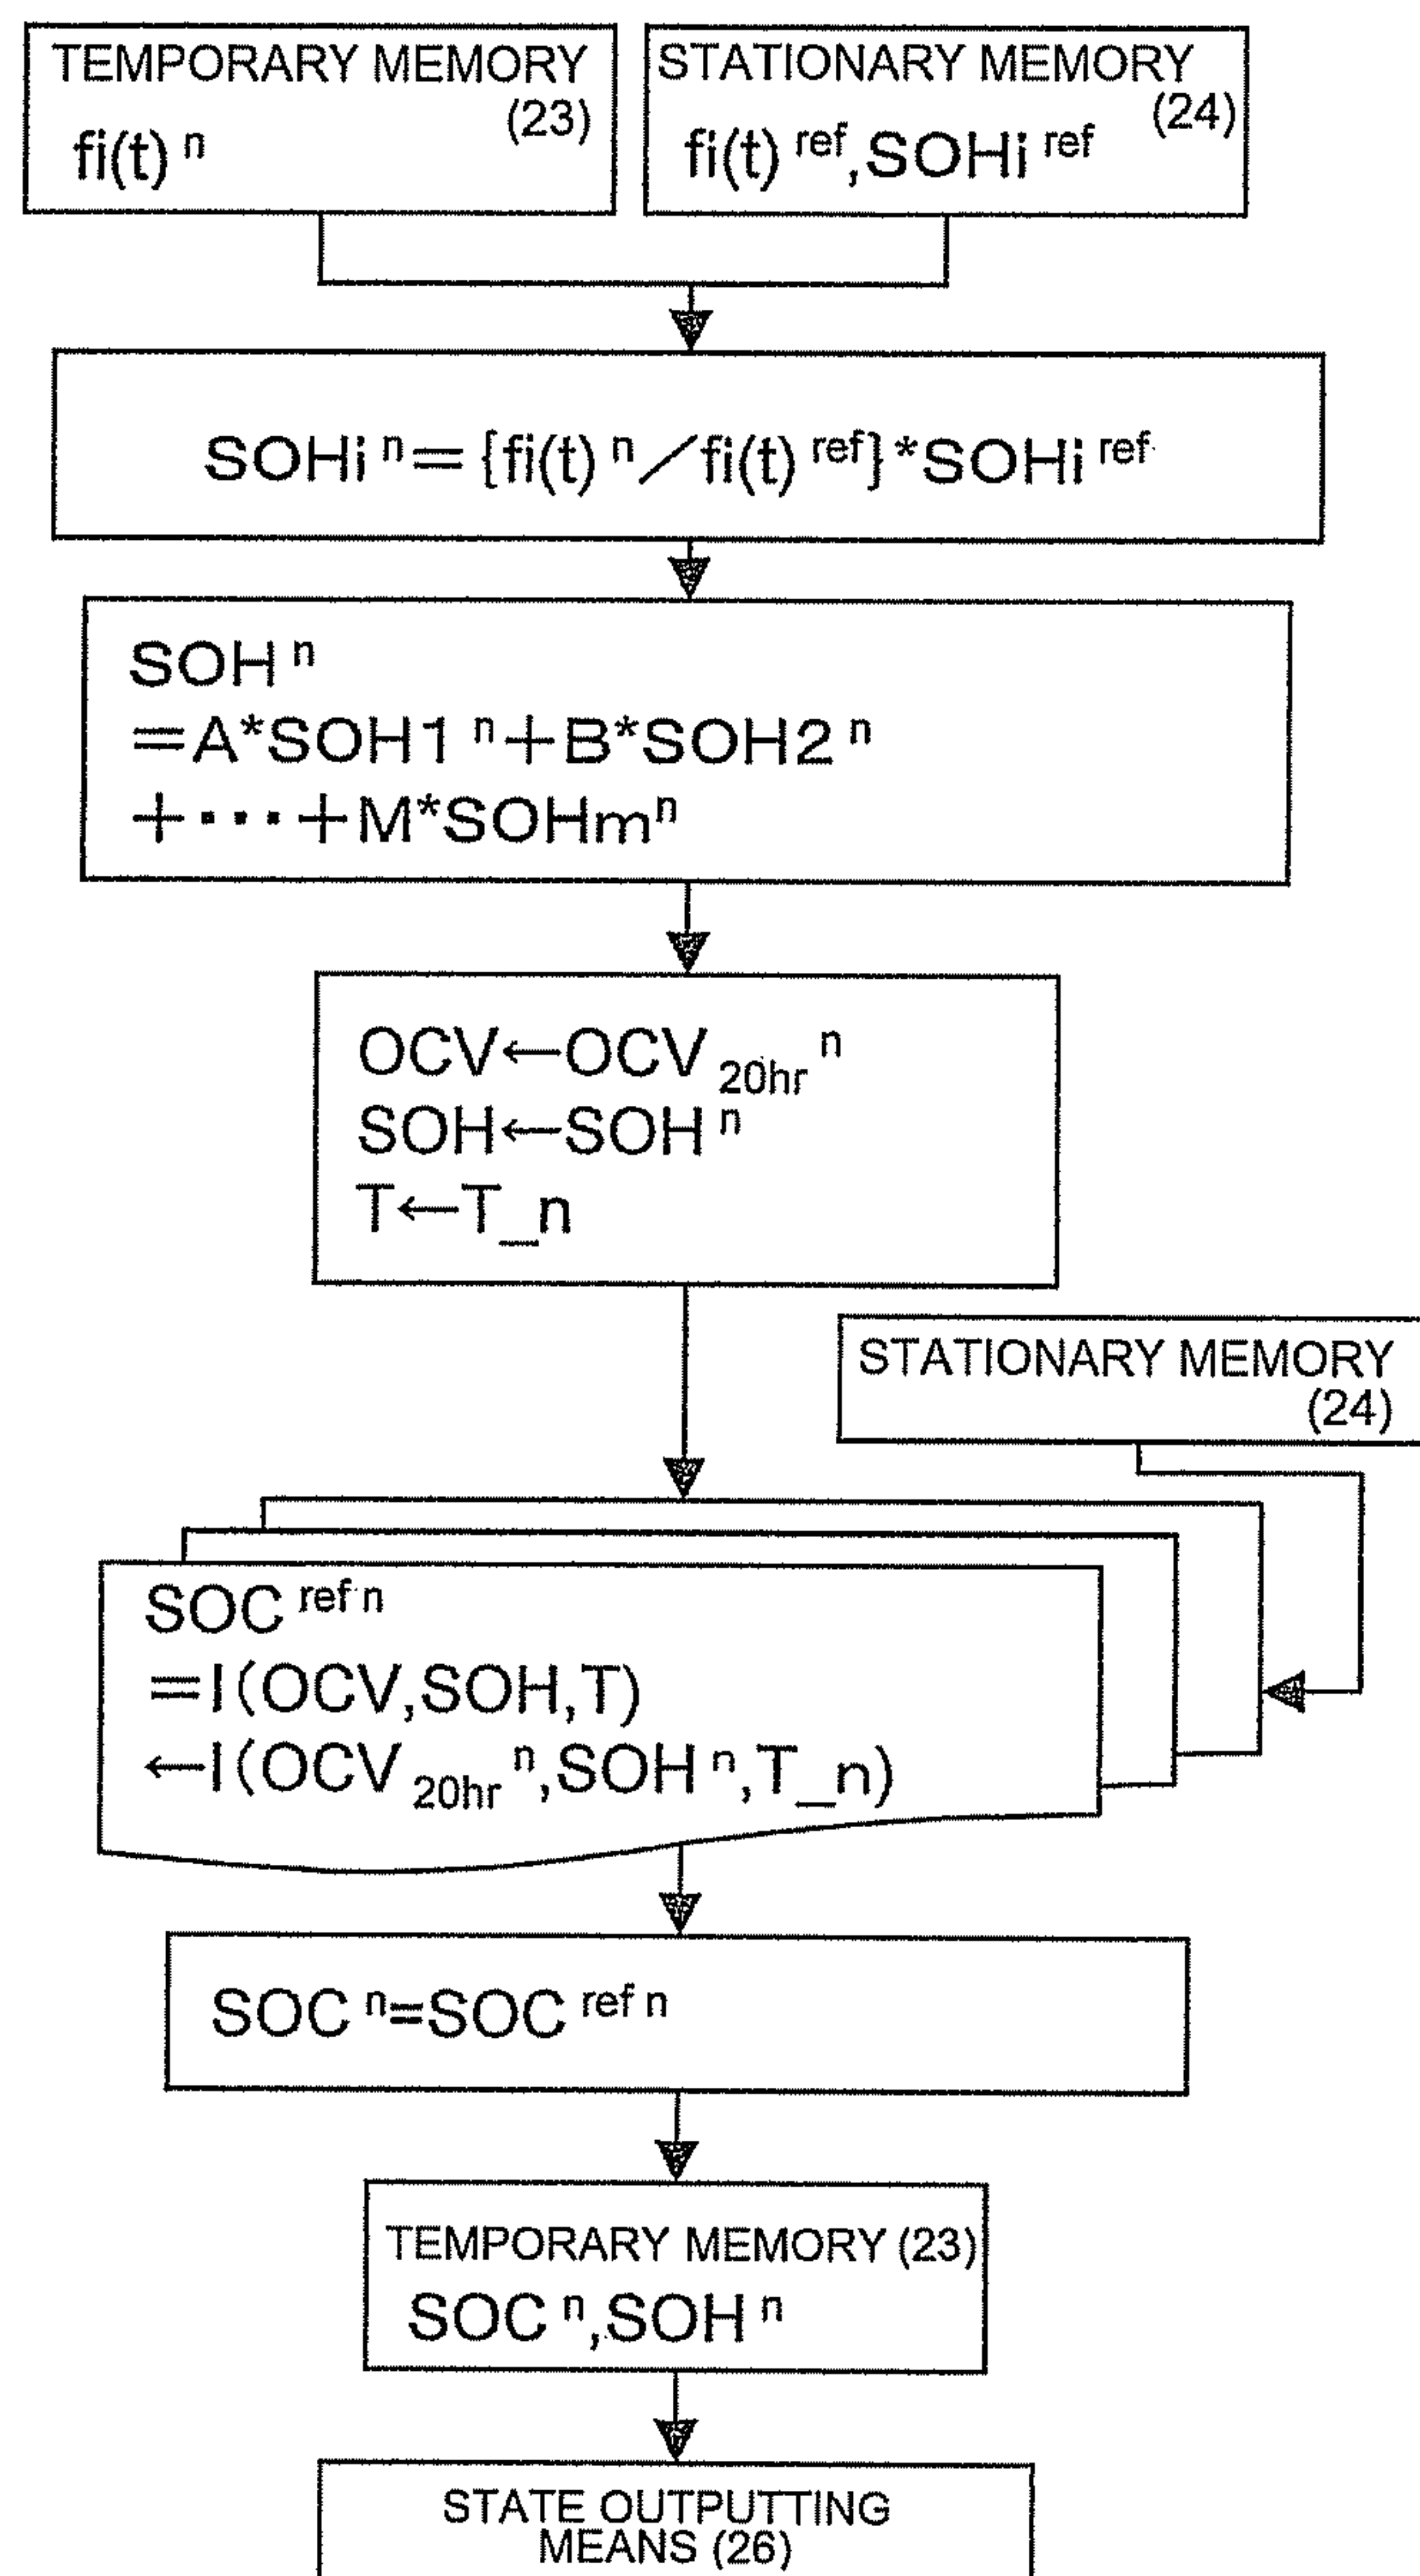 TEMPORARY MEMORY
(23)
fi(t) ⁿ
STATIONARY MEMORY
(24)
fi(t) ʳᵉᶠ,SOHi ʳᵉᶠ
SOHi ⁿ={fi(t) ⁿ/fi(t) ʳᵉᶠ}*SOHi ʳᵉᶠ
SOH ⁿ
=A*SOH1 ⁿ+B*SOH2 ⁿ
+···+M*SOHmⁿ
OCV←OCV 20hr ⁿ
SOH←SOH ⁿ
T←T_n
STATIONARY MEMORY
(24)
SOC ʳᵉᶠ ⁿ
=I(OCV,SOH,T)
←I(OCV 20hr ⁿ,SOH ⁿ,T_n)
SOC ⁿ=SOC ʳᵉᶠ ⁿ
TEMPORARY MEMORY (23)
SOC ⁿ,SOH ⁿ
STATE OUTPUTTING
MEANS (26)